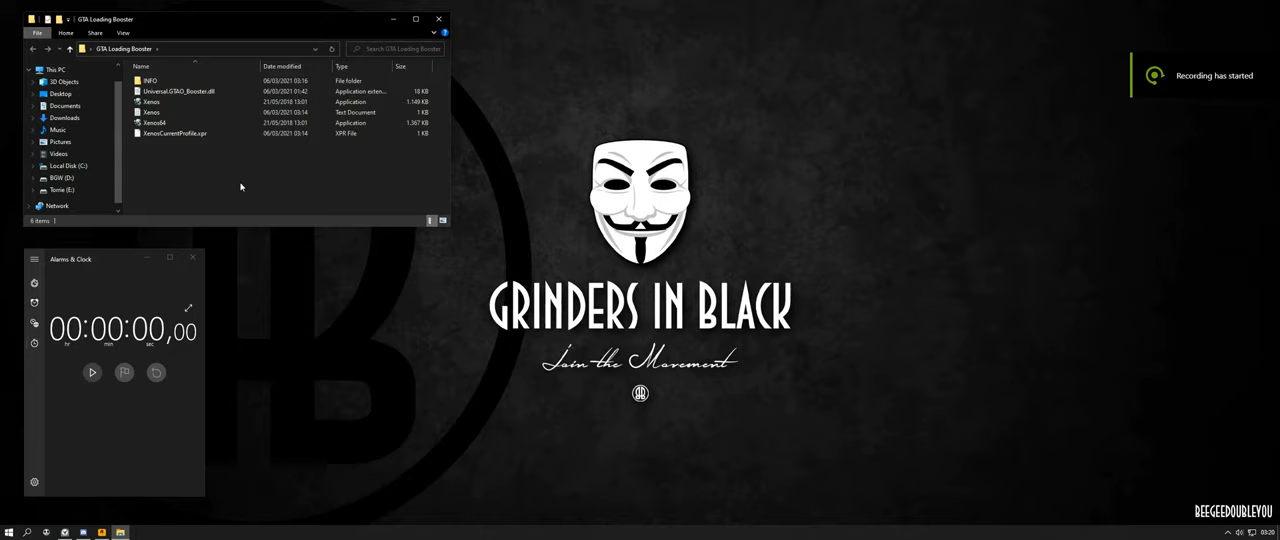 GTA Loading Booster
File Home Share View
GTA Loading Booster
Search GTA Loading Booster
Name Date modified Type Size
This PC
3D Objects
Desktop
Documents
Downloads
Music
Pictures
Videos
Local Disk (C:)
BGW (D:)
Torrie (E:)
Network
INFO 06/03/2021 03:16 File folder
Universal.GTAO_Booster.dll 06/03/2021 01:42 Application exten... 18 KB
Xenos 21/05/2018 13:01 Application 1.149 KB
Xenos 06/03/2021 03:14 Text Document 1 KB
Xenos64 21/05/2018 13:01 Application 1.367 KB
XenosCurrentProfile.xpr 06/03/2021 03:14 XPR File 1 KB
6 items
Recording has started
Alarms & Clock
00:00:00,00
hr min sec
GRINDERS IN BLACK
Join the Movement
BEEGEEDOUBLEYOU
03:20